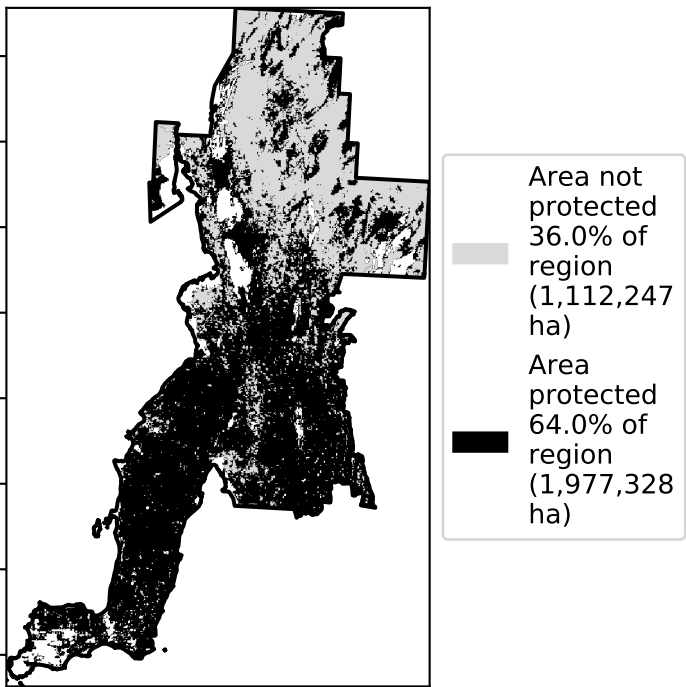 Area not
protected
36.0% of
region
(1,112,247
ha)
Area
protected
64.0% of
region
(1,977,328
ha)